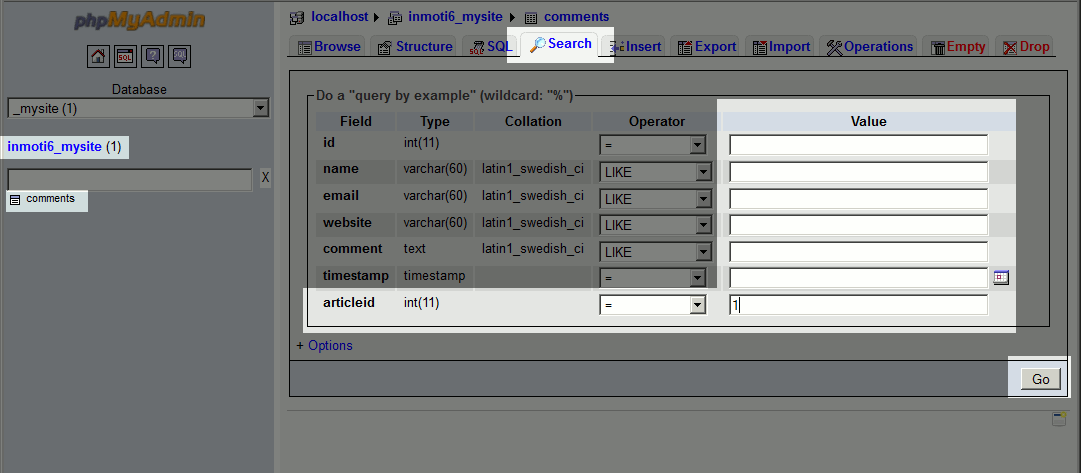 phpMyAdmin
SQL
Database
_mysite (1)
inmoti6_mysite (1)
X
comments
localhost inmoti6_mysite comments
Browse Structure SQL Search Insert Export Import Operations Empty Drop
Do a "query by example" (wildcard: "%")
Field Type Collation Operator Value
id int(11) =
name varchar(60) latin1_swedish_ci LIKE
email varchar(60) latin1_swedish_ci LIKE
website varchar(60) latin1_swedish_ci LIKE
comment text latin1_swedish_ci LIKE
timestamp timestamp =
articleid int(11) = 1
+ Options
Go